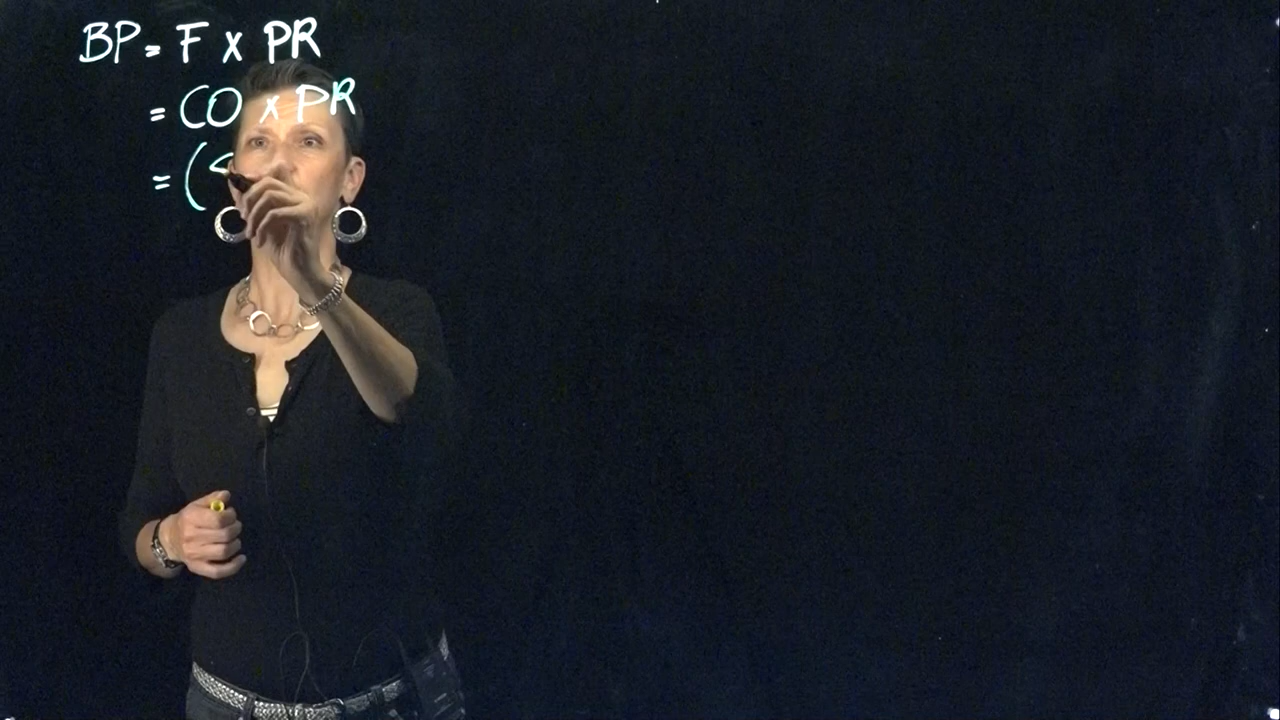 BP = F x PR
= CO x PR
= (S